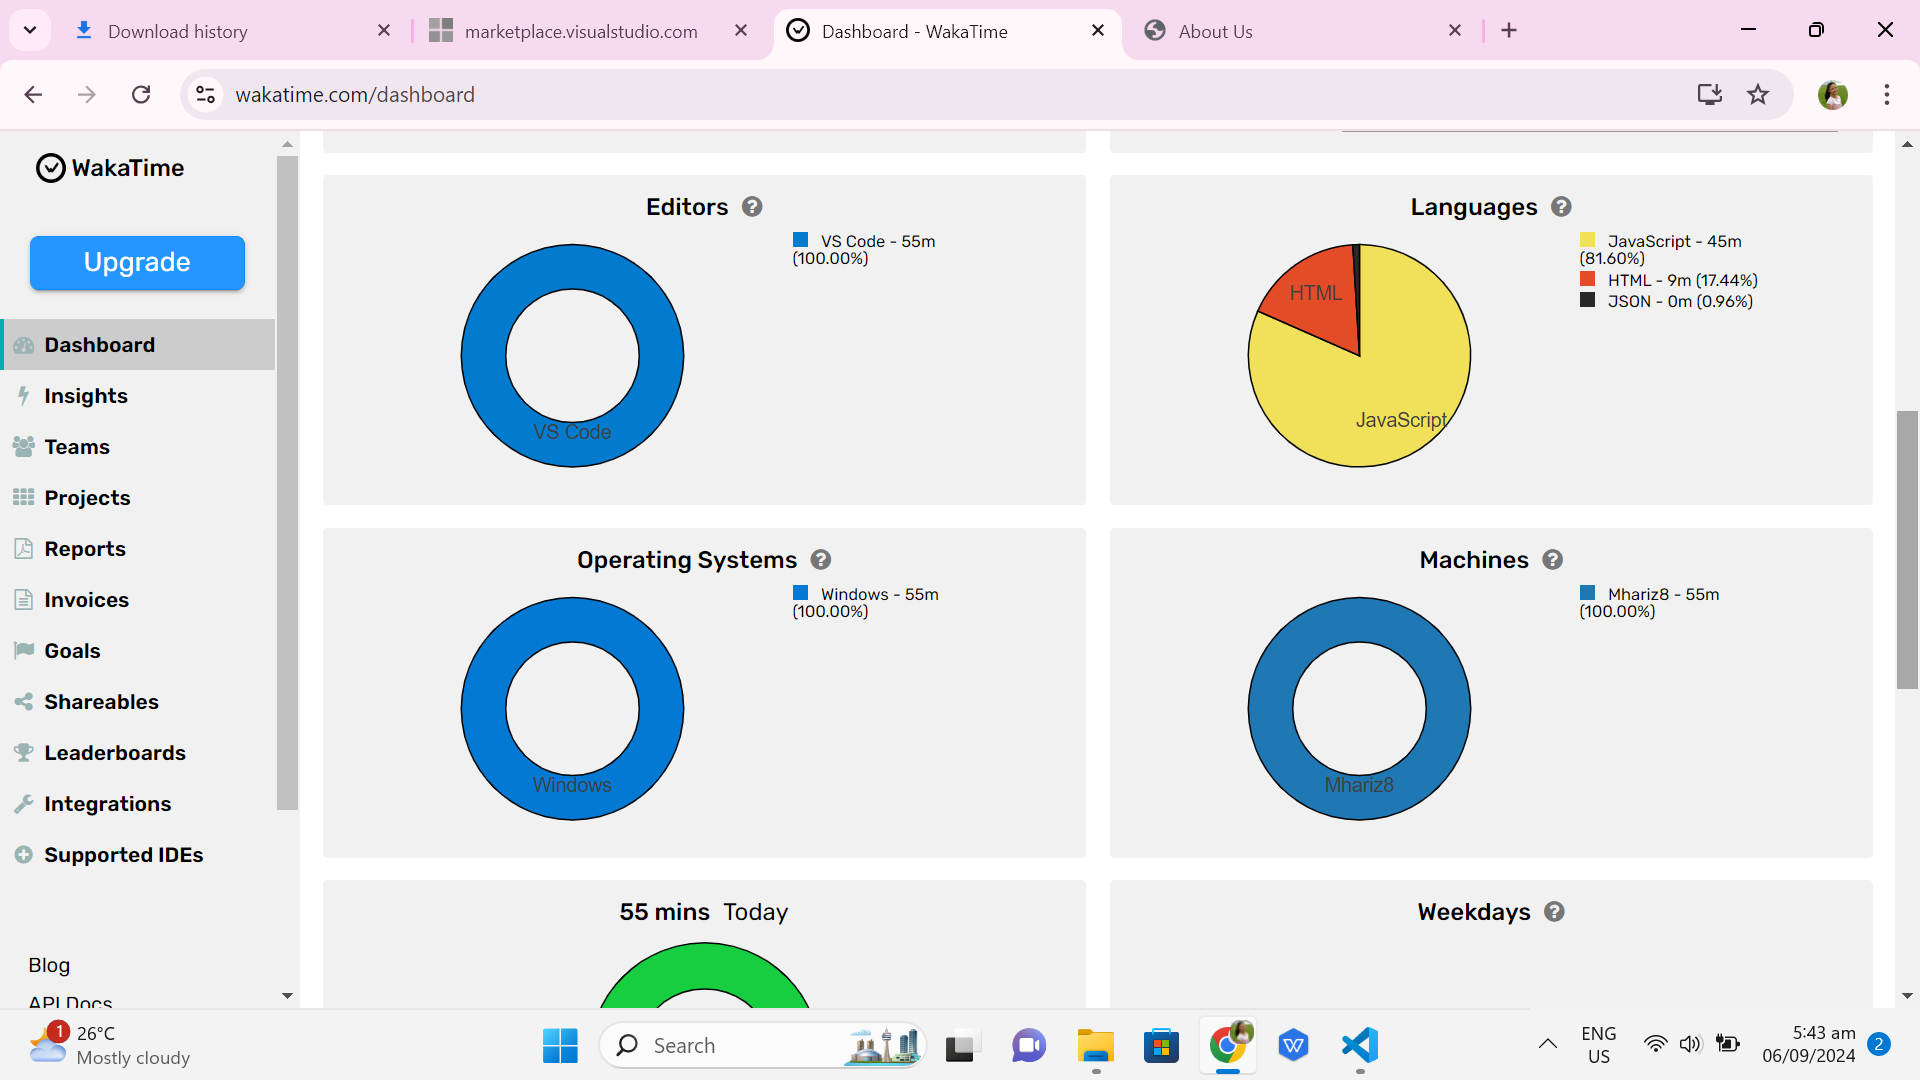 Download history
marketplace.visualstudio.com
Dashboard - WakaTime
About Us
wakatime.com/dashboard
WakaTime
Upgrade
Dashboard
Insights
Teams
Projects
Reports
Invoices
Goals
Shareables
Leaderboards
Integrations
Supported IDEs
Blog
API Docs
Editors
VS Code - 55m
(100.00%)
VS Code
Languages
JavaScript - 45m
(81.60%)
HTML - 9m (17.44%)
JSON - 0m (0.96%)
HTML
JavaScript
Operating Systems
Windows - 55m
(100.00%)
Windows
Machines
Mhariz8 - 55m
(100.00%)
Mhariz8
55 mins Today
Weekdays
1
26°C
Mostly cloudy
Search
ENG
US
5:43 am
06/09/2024
2